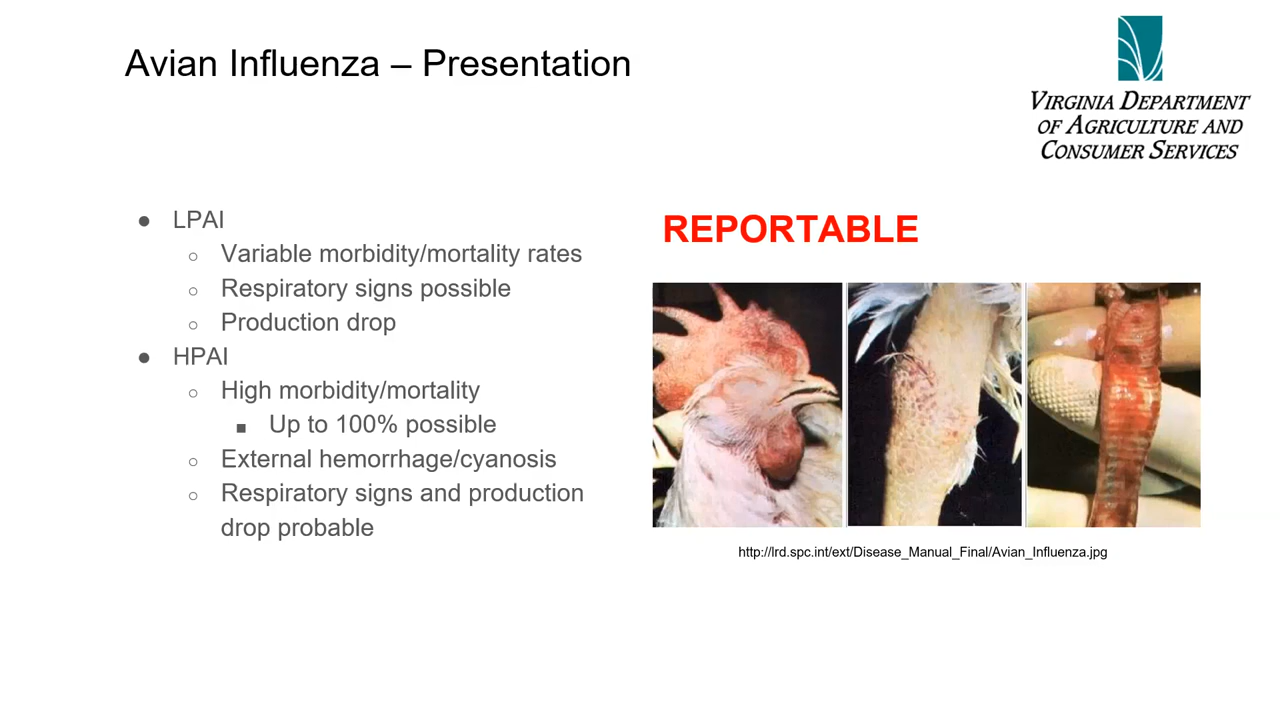 Avian Influenza – Presentation
VIRGINIA DEPARTMENT
OF AGRICULTURE AND
CONSUMER SERVICES
● LPAI
○ Variable morbidity/mortality rates
○ Respiratory signs possible
○ Production drop
● HPAI
○ High morbidity/mortality
■ Up to 100% possible
○ External hemorrhage/cyanosis
○ Respiratory signs and production
drop probable
REPORTABLE
http://lrd.spc.int/ext/Disease_Manual_Final/Avian_Influenza.jpg